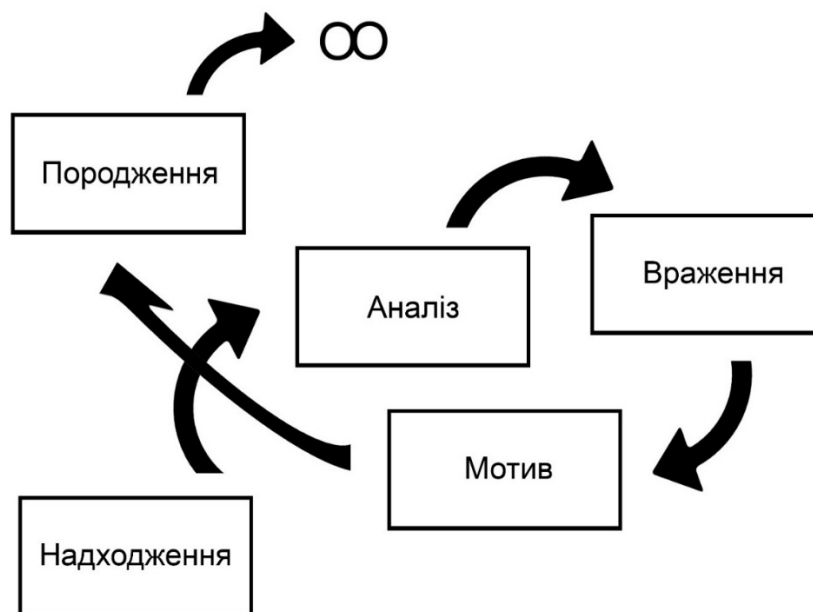 ∞
Породження
Аналіз
Враження
Мотив
Надходження